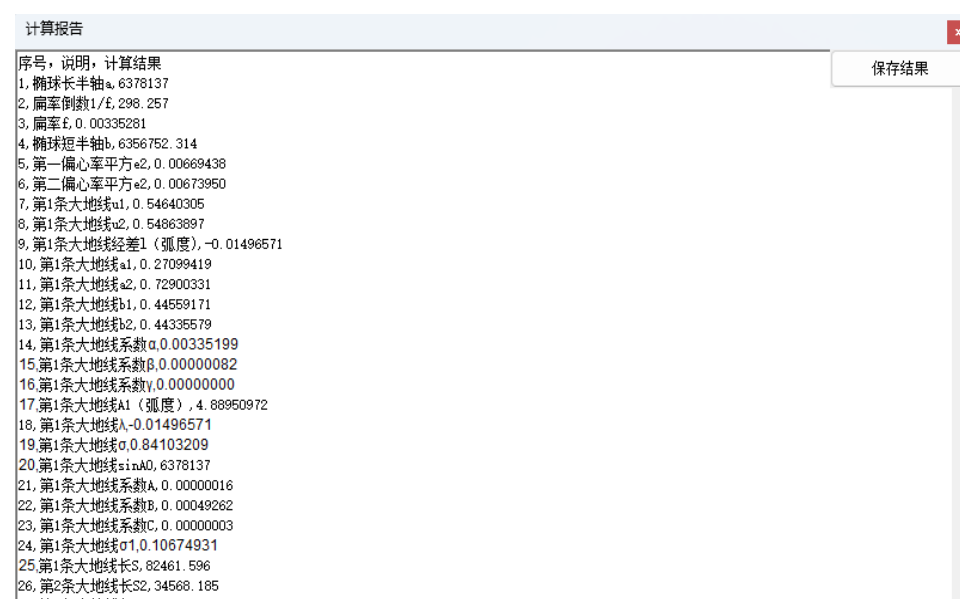 计算报告
保存结果
序号，说明，计算结果
1,椭球长半轴a,6378137
2,扁率倒数1/f,298.257
3,扁率f,0.00335281
4,椭球短半轴b,6356752.314
5,第一偏心率平方e2,0.00669438
6,第二偏心率平方e2,0.00673950
7,第1条大地线u1,0.54640305
8,第1条大地线u2,0.54863897
9,第1条大地线经差l（弧度),-0.01496571
10,第1条大地线a1,0.27099419
11,第1条大地线a2,0.72900331
12,第1条大地线b1,0.44559171
13,第1条大地线b2,0.44335579
14,第1条大地线系数α,0.00335199
15,第1条大地线系数β,0.00000082
16,第1条大地线系数γ,0.00000000
17,第1条大地线A1（弧度）,4.88950972
18,第1条大地线λ,-0.01496571
19,第1条大地线σ,0.84103209
20,第1条大地线sinA0,6378137
21,第1条大地线系数A,0.00000016
22,第1条大地线系数B,0.00049262
23,第1条大地线系数C,0.00000003
24,第1条大地线σ1,0.10674931
25,第1条大地线长S,82461.596
26,第2条大地线长S2,34568.185